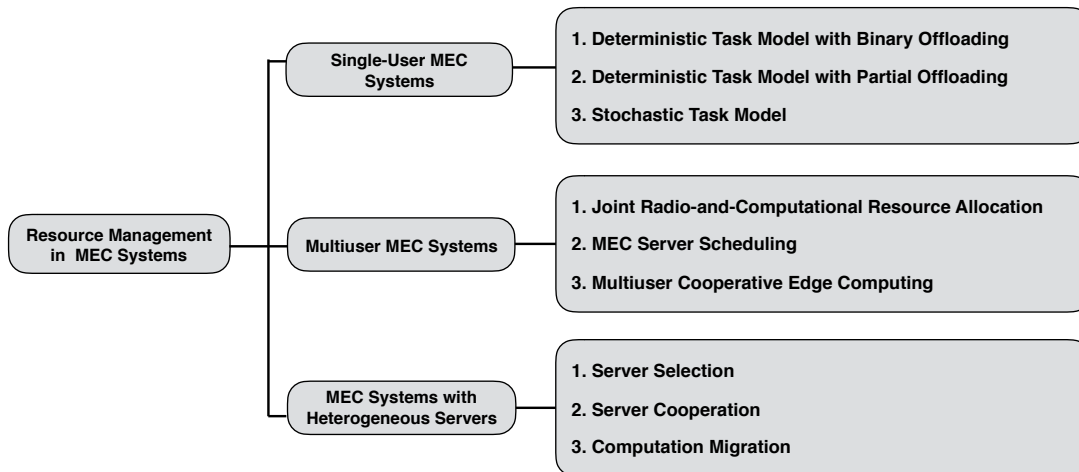 Resource Management
in MEC Systems
Single-User MEC
Systems
1. Deterministic Task Model with Binary Offloading
2. Deterministic Task Model with Partial Offloading
3. Stochastic Task Model
Multiuser MEC Systems
1. Joint Radio-and-Computational Resource Allocation
2. MEC Server Scheduling
3. Multiuser Cooperative Edge Computing
MEC Systems with
Heterogeneous Servers
1. Server Selection
2. Server Cooperation
3. Computation Migration